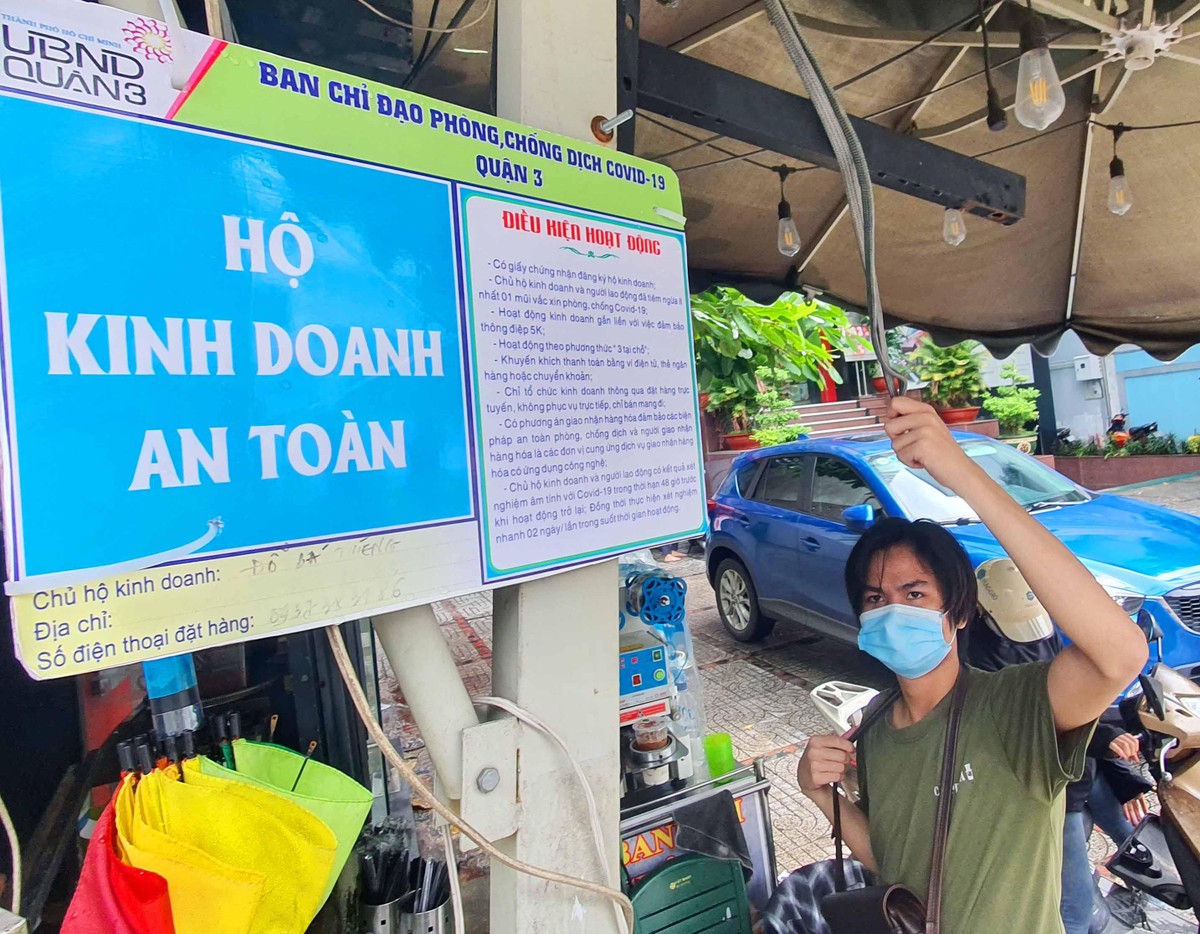 THÀNH PHỐ HỒ CHÍ MINH
UBND
QUẬN 3
BAN CHỈ ĐẠO PHÒNG,CHỐNG DỊCH COVID-19
QUẬN 3
HỘ
KINH DOANH
AN TOÀN
ĐIỀU KIỆN HOẠT ĐỘNG
- Có giấy chứng nhận đăng ký hộ kinh doanh;
- Chủ hộ kinh doanh và người lao động đã tiêm ngừa ít
nhất 01 mũi vắc xin phòng, chống Covid-19;
- Hoạt động kinh doanh gắn liền với việc đảm bảo
thông điệp 5K;
- Hoạt động theo phương thức " 3 tại chỗ";
- Khuyến khích thanh toán bằng ví điện tử, thẻ ngân
hàng hoặc chuyển khoản;
- Chỉ tổ chức kinh doanh thông qua đặt hàng trực
tuyến, không phục vụ trực tiếp, chỉ bán mang đi;
- Có phương án giao nhận hàng hóa đảm bảo các biện
pháp an toàn phòng, chống dịch và người giao nhận
hàng hóa là các đơn vị cung ứng dịch vụ giao nhận hàng
hóa có ứng dụng công nghệ;
- Chủ hộ kinh doanh và người lao động có kết quả xét
nghiệm âm tính với Covid-19 trong thời hạn 48 giờ trước
khi hoạt động trở lại; Đồng thời thực hiện xét nghiệm
nhanh 02 ngày/ lần trong suốt thời gian hoạt động.
Chủ hộ kinh doanh:
Địa chỉ:
Số điện thoại đặt hàng:
BAN